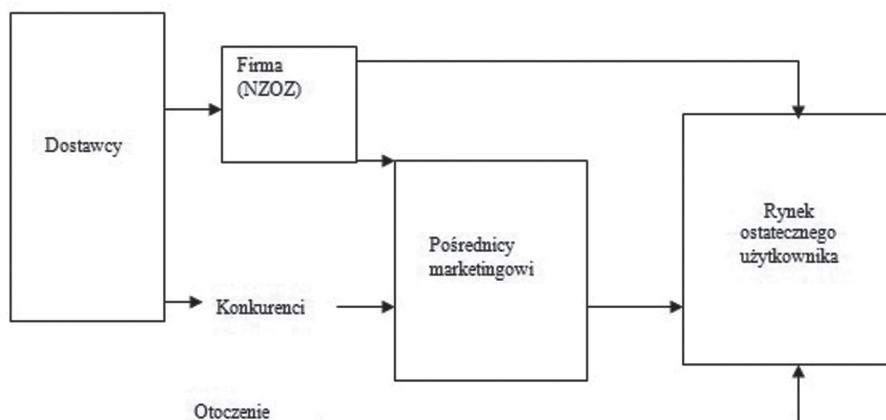 Dostawcy
Firma
(NZOZ)
Pośrednicy
marketingowi
Rynek
ostatecznego
użytkownika
Konkurenci
Otoczenie